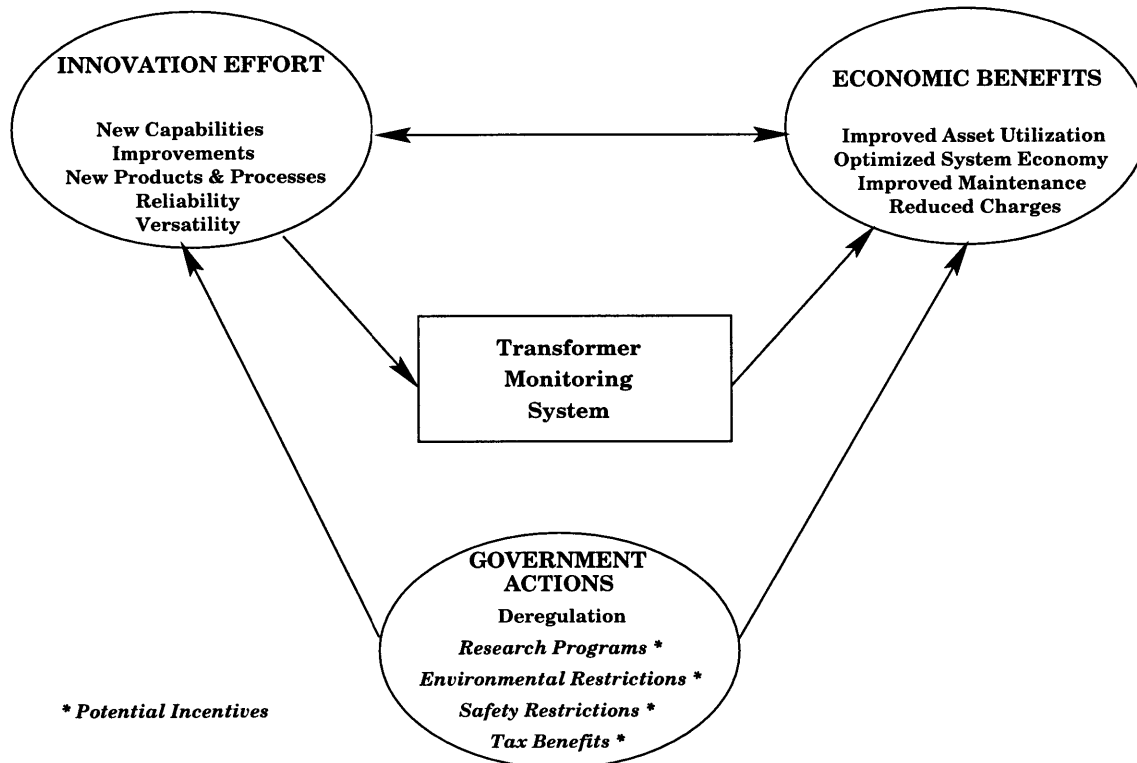 INNOVATION EFFORT
New Capabilities
Improvements
New Products & Processes
Reliability
Versatility
ECONOMIC BENEFITS
Improved Asset Utilization
Optimized System Economy
Improved Maintenance
Reduced Charges
Transformer
Monitoring
System
GOVERNMENT
ACTIONS
Deregulation
Research Programs *
Environmental Restrictions *
Safety Restrictions *
Tax Benefits *
* Potential Incentives